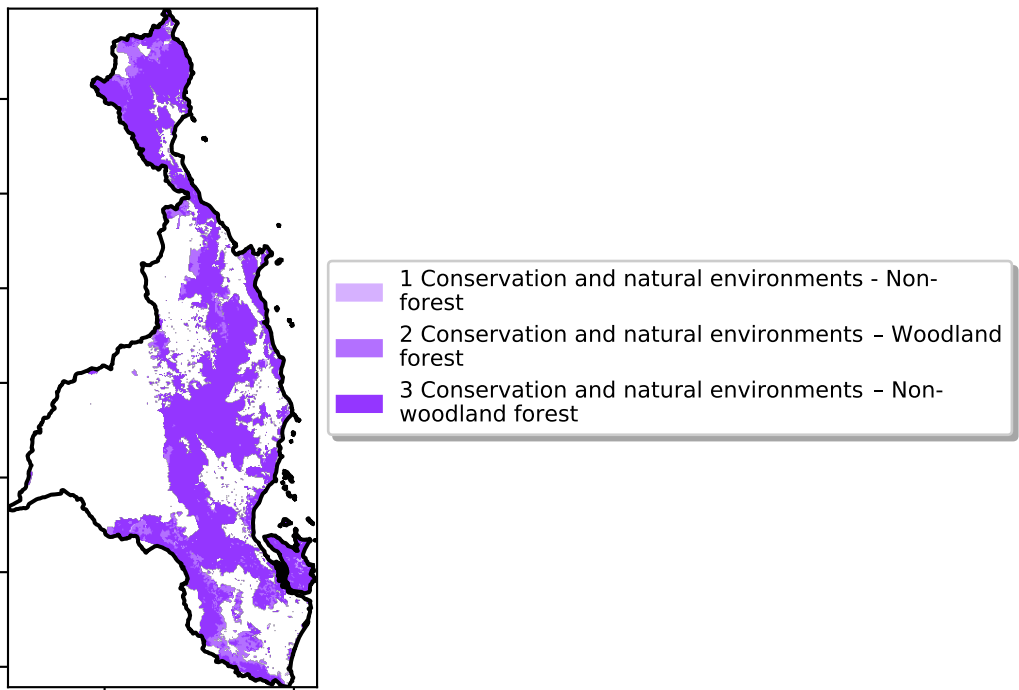 1 Conservation and natural environments - Non-
forest
2 Conservation and natural environments – Woodland
forest
3 Conservation and natural environments – Non-
woodland forest